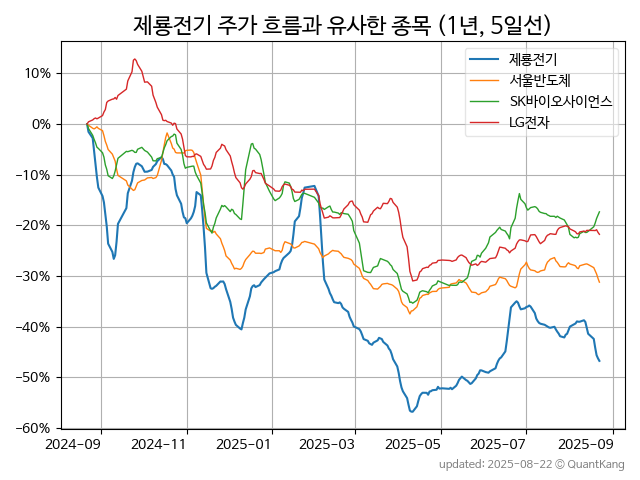 제룡전기 주가 흐름과 유사한 종목 (1년, 5일선)
제룡전기
서울반도체
SK바이오사이언스
LG전자
10%
0%
−10%
−20%
−30%
−40%
−50%
−60%
2024-09 2024-11 2025-01 2025-03 2025-05 2025-07 2025-09
updated: 2025-08-22 © QuantKang